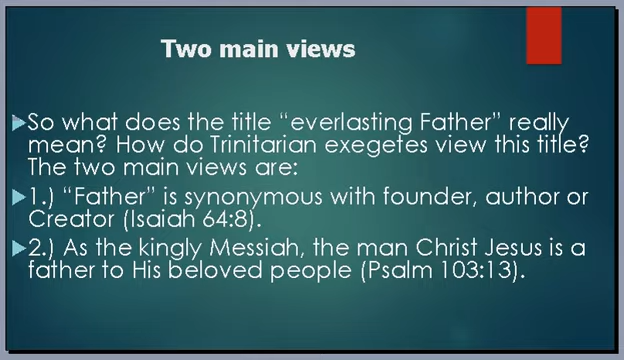 Two main views
So what does the title “everlasting Father” really
mean? How do Trinitarian exegetes view this title?
The two main views are:
1.) “Father” is synonymous with founder, author or
Creator (Isaiah 64:8).
2.) As the kingly Messiah, the man Christ Jesus is a
father to His beloved people (Psalm 103:13).